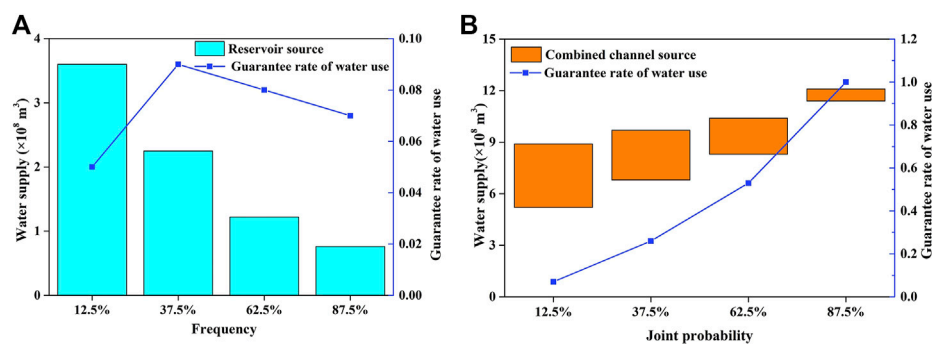 A
Reservoir source
Guarantee rate of water use
Water supply (×10⁸ m³)
4
3
2
1
0
0.10
0.08
0.06
0.04
0.02
0.00
Guarantee rate of water use
12.5% 37.5% 62.5% 87.5%
Frequency
B
Combined channel source
Guarantee rate of water use
Water supply(×10⁸ m³)
15
12
9
6
3
0
1.2
1.0
0.8
0.6
0.4
0.2
0.0
Guarantee rate of water use
12.5% 37.5% 62.5% 87.5%
Joint probability